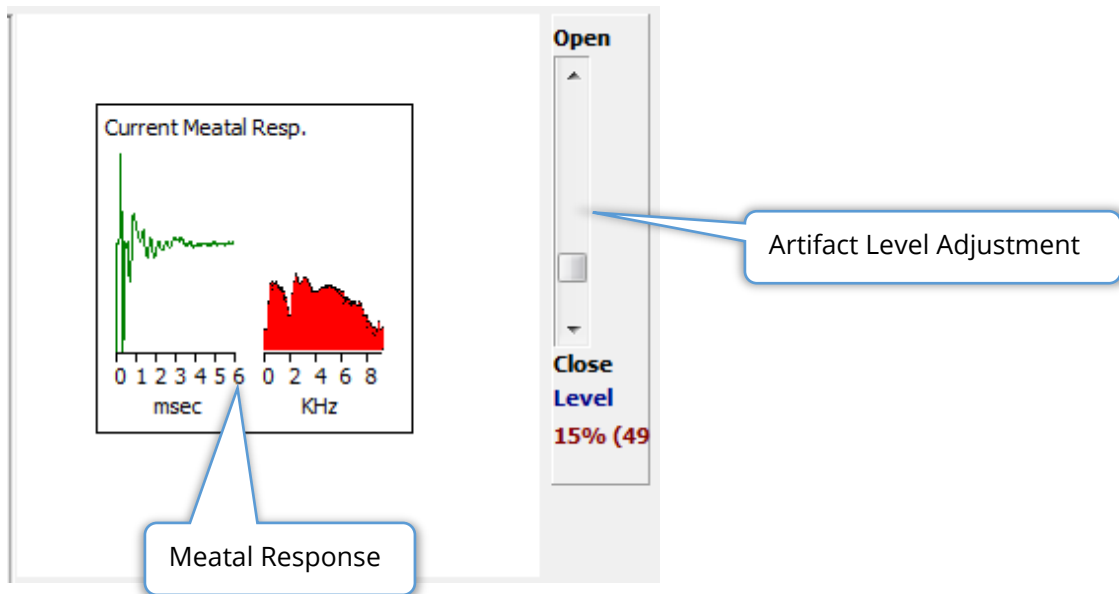 Open
Current Meatal Resp.
Artifact Level Adjustment
0 1 2 3 4 5 6
0 2 4 6 8
msec
KHz
Close
Level
15% (49
Meatal Response